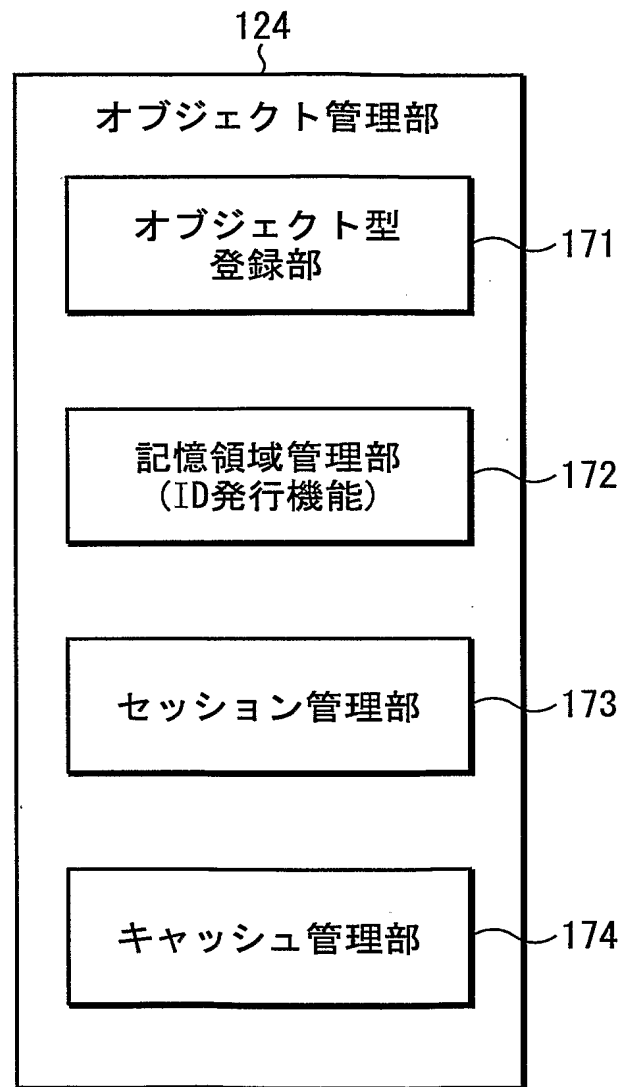 124
オブジェクト管理部
オブジェクト型
登録部
171
記憶領域管理部
(ID発行機能)
172
セッション管理部
173
キャッシュ管理部
174